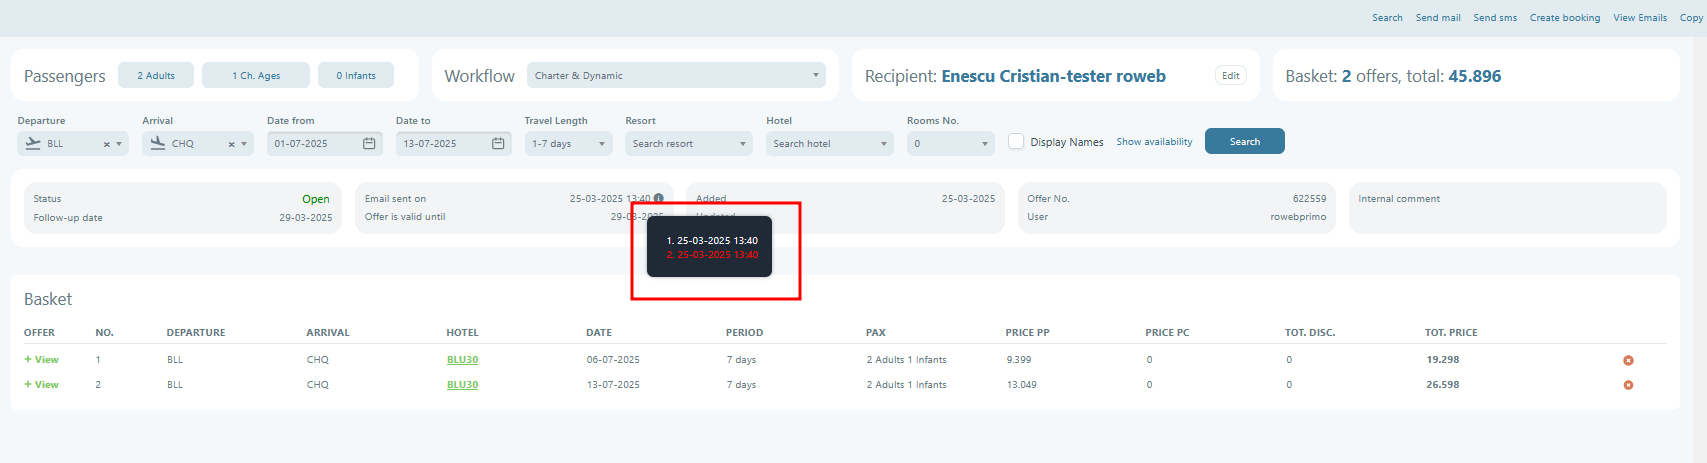 Search Send mail Send sms Create booking View Emails Copy
Passengers 2 Adults 1 Ch. Ages 0 Infants
Workflow Charter & Dynamic
Recipient: Enescu Cristian-tester roweb Edit
Basket: 2 offers, total: 45.896
Departure Arrival Date from Date to Travel Length Resort Hotel Rooms No.
BLL CHQ 01-07-2025 13-07-2025 1-7 days Search resort Search hotel 0 Display Names Show availability Search
Status Open
Follow-up date 29-03-2025
Email sent on 25-03-2025 13:40
Offer is valid until 29-03-2025
Added 25-03-2025
Updated
Offer No. 622559
User rowebprimo
Internal comment
1. 25-03-2025 13:40
2. 25-03-2025 13:40
Basket
OFFER NO. DEPARTURE ARRIVAL HOTEL DATE PERIOD PAX PRICE PP PRICE PC TOT. DISC. TOT. PRICE
+ View 1 BLL CHQ BLU30 06-07-2025 7 days 2 Adults 1 Infants 9.399 0 0 19.298
+ View 2 BLL CHQ BLU30 13-07-2025 7 days 2 Adults 1 Infants 13.049 0 0 26.598